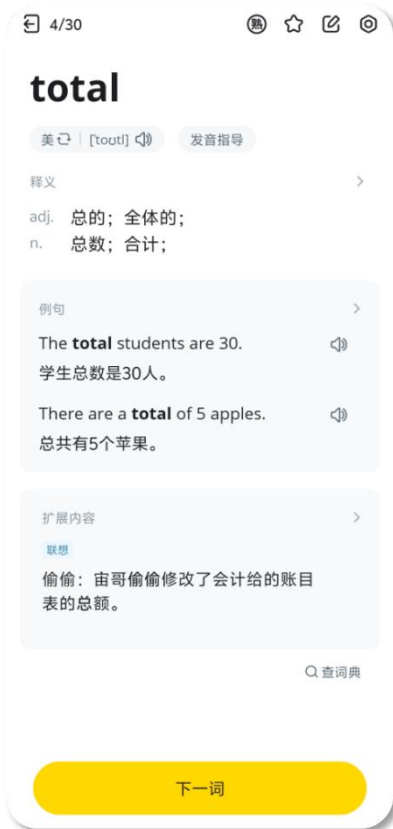 4/30 熟
total
美 ['toʊtl] 发音指导
释义
adj. 总的；全体的；
n. 总数；合计；
例句
The total students are 30.
学生总数是30人。
There are a total of 5 apples.
总共有5个苹果。
扩展内容
联想
偷偷：宙哥偷偷修改了会计给的账目
表的总额。
查词典
下一词